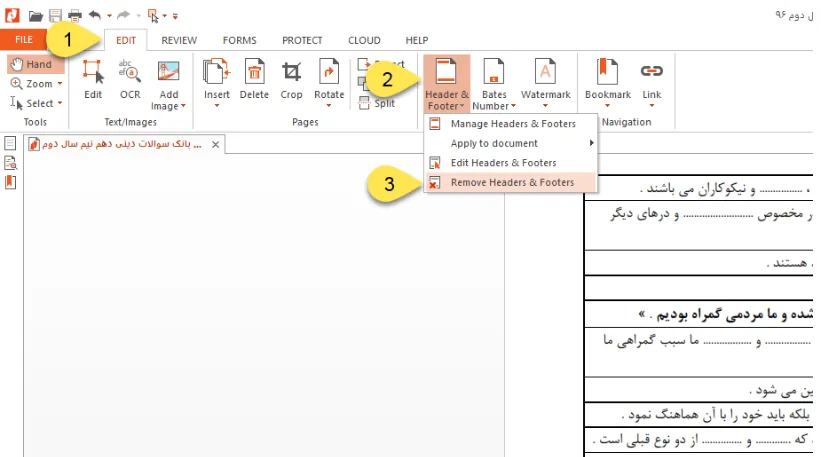 ل دوم ۹۶
FILE
1
EDIT
REVIEW
FORMS
PROTECT
CLOUD
HELP
Hand
Zoom
Select
Tools
abc
Edit
OCR
Add
Image
Text/Images
Insert
Delete
Crop
Rotate
Split
Pages
2
Header &
Footer
Bates
Number
Watermark
Bookmark
Link
Navigation
Manage Headers & Footers
Apply to document
Edit Headers & Footers
3
Remove Headers & Footers
بانک سوالات دینی دهم نیم سال دوم ...
، ................ و نیکوکاران می باشند .
ر مخصوص .......................... و درهای دیگر
هستند .
شده و ما مردمی گمراه بودیم . »
................. و ................. ما سبب گمراهی ما
ین می شود .
بلکه باید خود را با آن هماهنگ نمود .
که ............. و .............. از دو نوع قبلی است .